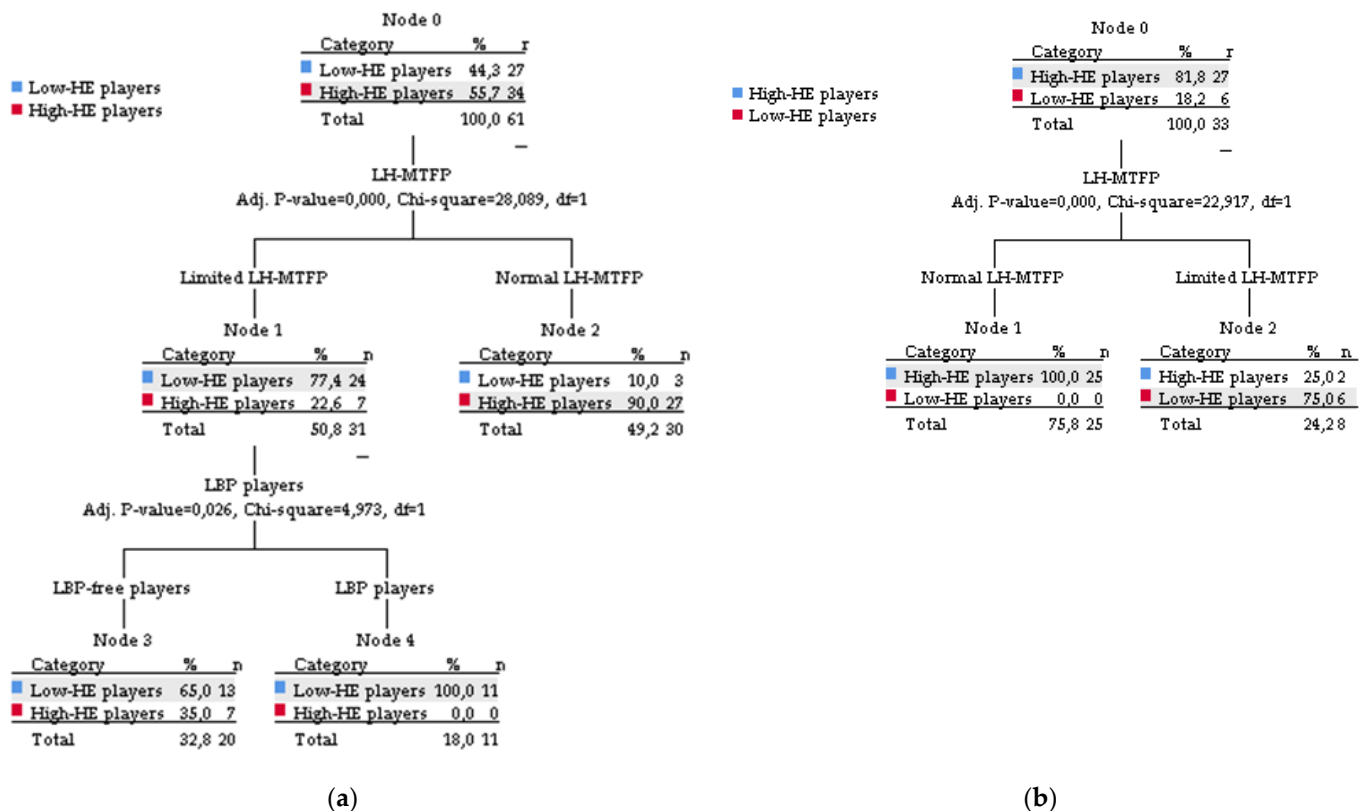 Low-HE players
High-HE players
Node 0
Category % r
Low-HE players 44,3 27
High-HE players 55,7 34
Total 100,0 61
LH-MTFP
Adj. P-value=0,000, Chi-square=28,089, df=1
Limited LH-MTFP
Normal LH-MTFP
Node 1
Category % n
Low-HE players 77,4 24
High-HE players 22,6 7
Total 50,8 31
Node 2
Category % n
Low-HE players 10,0 3
High-HE players 90,0 27
Total 49,2 30
LBP players
Adj. P-value=0,026, Chi-square=4,973, df=1
LBP-free players
LBP players
Node 3
Category % n
Low-HE players 65,0 13
High-HE players 35,0 7
Total 32,8 20
Node 4
Category % n
Low-HE players 100,0 11
High-HE players 0,0 0
Total 18,0 11
(a)
High-HE players
Low-HE players
Node 0
Category % r
High-HE players 81,8 27
Low-HE players 18,2 6
Total 100,0 33
LH-MTFP
Adj. P-value=0,000, Chi-square=22,917, df=1
Normal LH-MTFP
Limited LH-MTFP
Node 1
Category % n
High-HE players 100,0 25
Low-HE players 0,0 0
Total 75,8 25
Node 2
Category % n
High-HE players 25,0 2
Low-HE players 75,0 6
Total 24,2 8
(b)